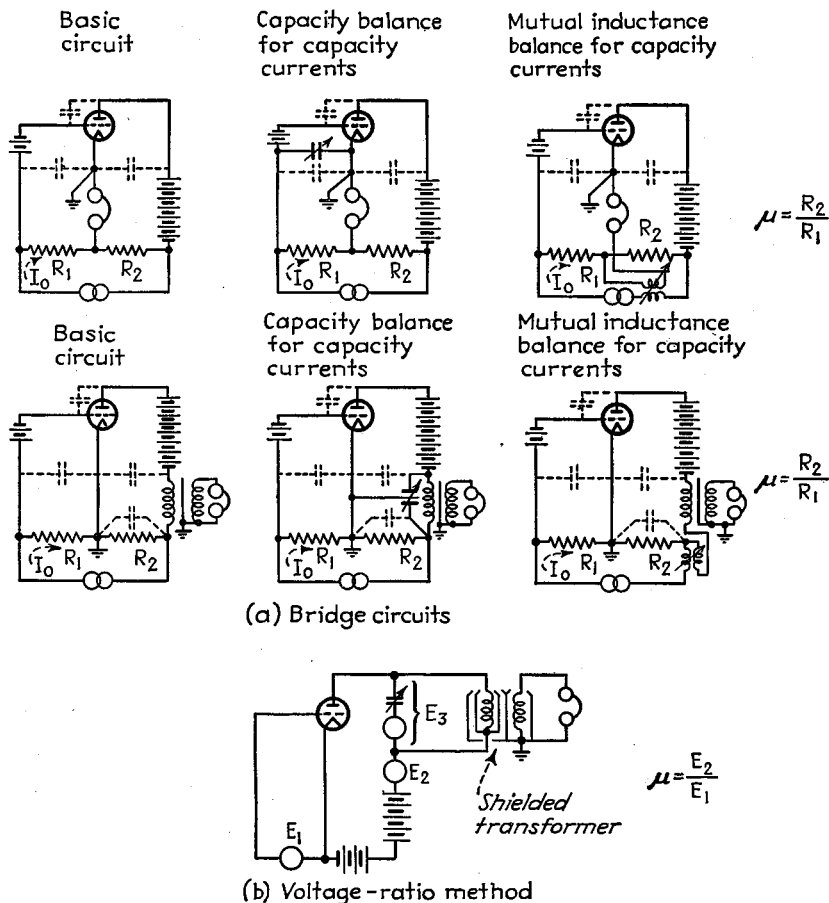 Basic
circuit
Capacity balance
for capacity
currents
Mutual inductance
balance for capacity
currents
I₀
R₁
R₂
I₀
R₁
R₂
I₀
R₁
R₂
μ = R₂/R₁
Basic
circuit
Capacity balance
for capacity
currents
Mutual inductance
balance for capacity
currents
I₀
R₁
R₂
I₀
R₁
R₂
I₀
R₁
R₂
μ = R₂/R₁
(a) Bridge circuits
E₃
E₂
E₁
Shielded
transformer
μ = E₂/E₁
(b) Voltage-ratio method